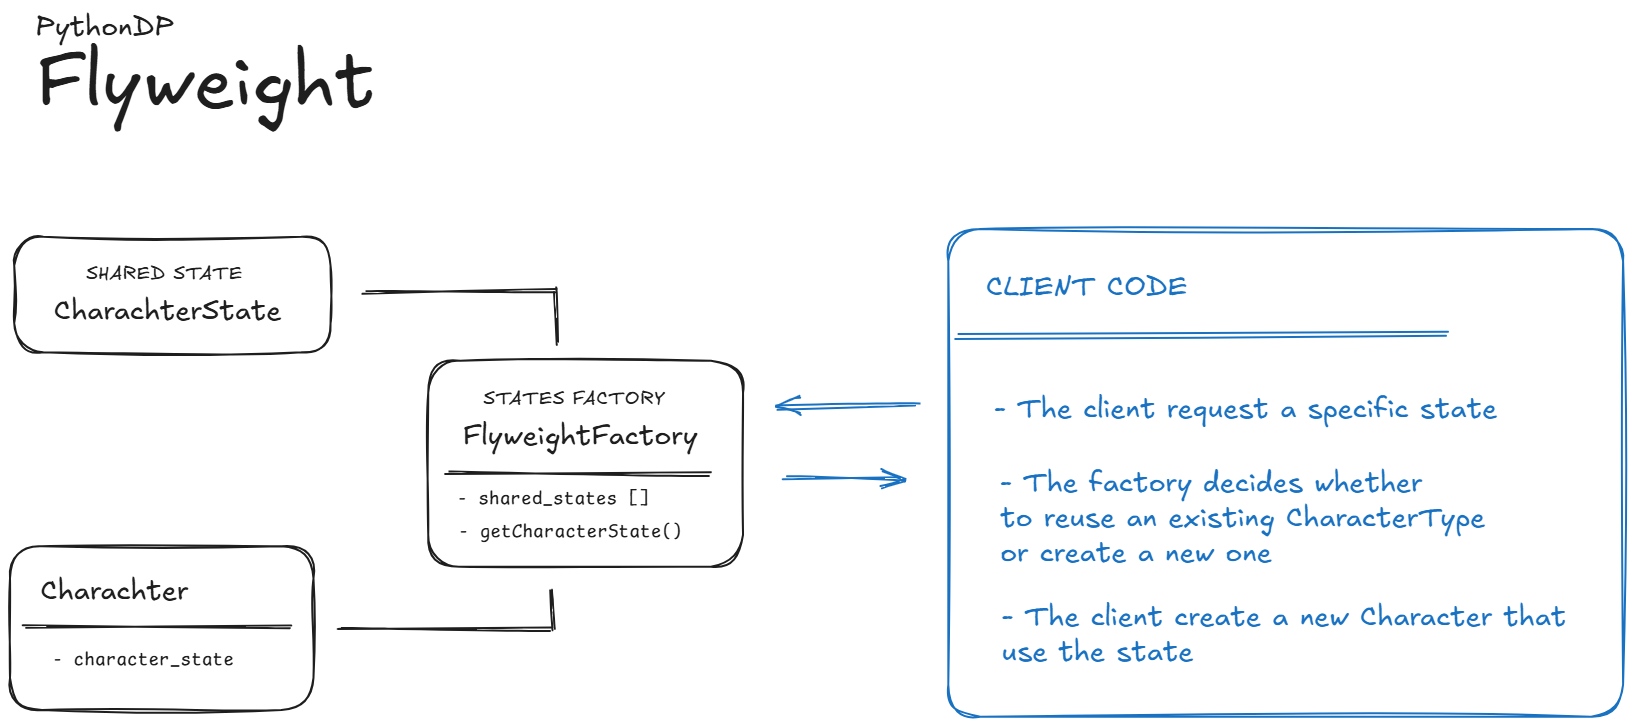 PythonDP
Flyweight
SHARED STATE
CharachterState
STATES FACTORY
FlyweightFactory
- shared_states []
- getCharacterState()
Charachter
- character_state
CLIENT CODE
- The client request a specific state
- The factory decides whether
to reuse an existing CharacterType
or create a new one
- The client create a new Character that
use the state